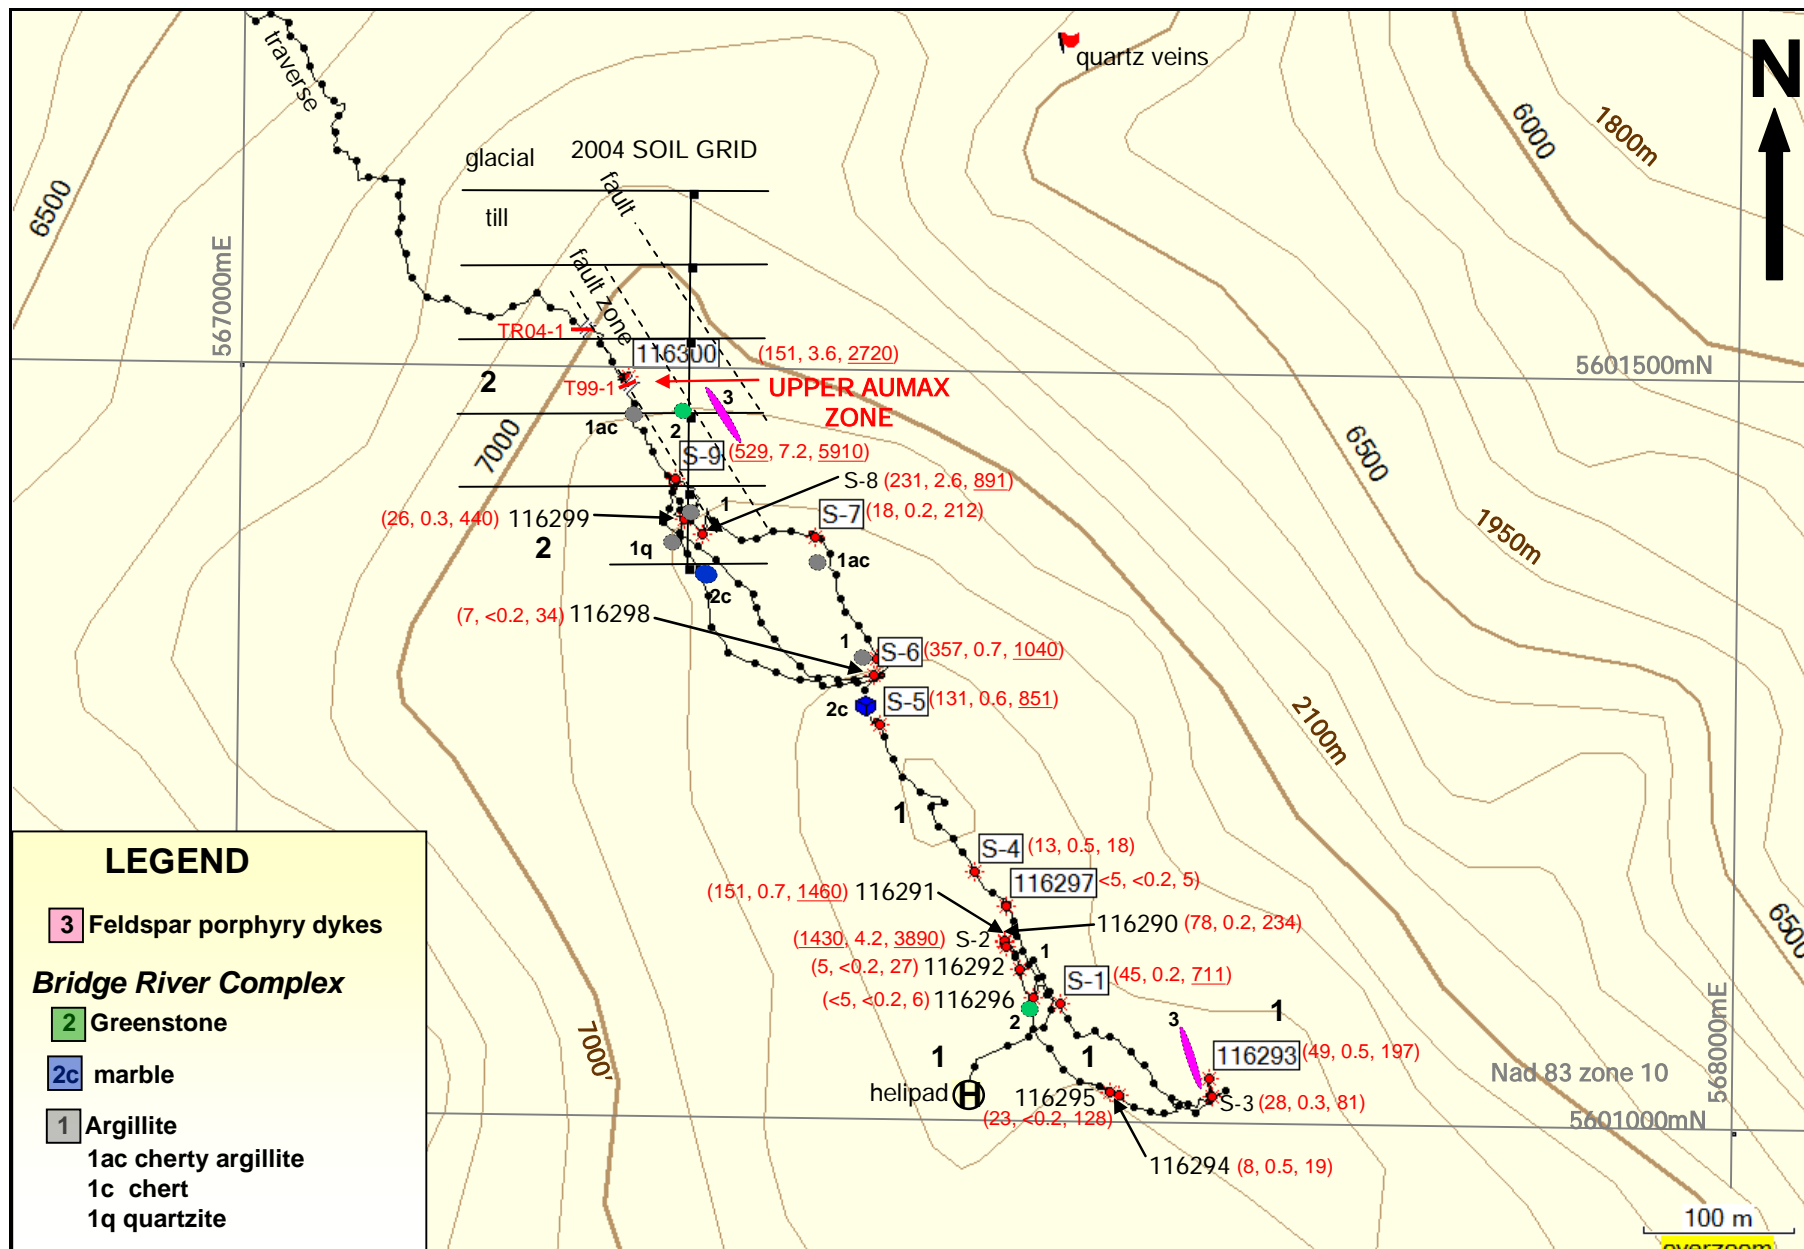 traverse
quartz veins
N
6000
1800m
glacial
2004 SOIL GRID
fault
6500
till
567000mE
fault zone
TR04-1
116300
(151, 3.6, 2720)
5601500mN
2
T99-1
UPPER AUMAX
ZONE
3
1ac
2
7000
6500
S-9
(529, 7.2, 5910)
S-8 (231, 2.6, 891)
(26, 0.3, 440) 116299
1
S-7
(18, 0.2, 212)
1950m
2
1q
1ac
2c
(7, <0.2, 34) 116298
1
S-6
(357, 0.7, 1040)
2c
S-5
(131, 0.6, 851)
2100m
1
S-4
(13, 0.5, 18)
116297
<5, <0.2, 5)
(151, 0.7, 1460) 116291
116290 (78, 0.2, 234)
6500
(1430, 4.2, 3890) S-2
1
(5, <0.2, 27) 116292
S-1
(45, 0.2, 711)
(<5, <0.2, 6) 116296
2
3
1
568000mE
7000'
1
1
116293
(49, 0.5, 197)
Nad 83 zone 10
helipad
H
116295
S-3 (28, 0.3, 81)
(23, <0.2, 128)
5601000mN
116294 (8, 0.5, 19)
100 m
overzoom
LEGEND
3 Feldspar porphyry dykes
Bridge River Complex
2 Greenstone
2c marble
1 Argillite
1ac cherty argillite
1c chert
1q quartzite